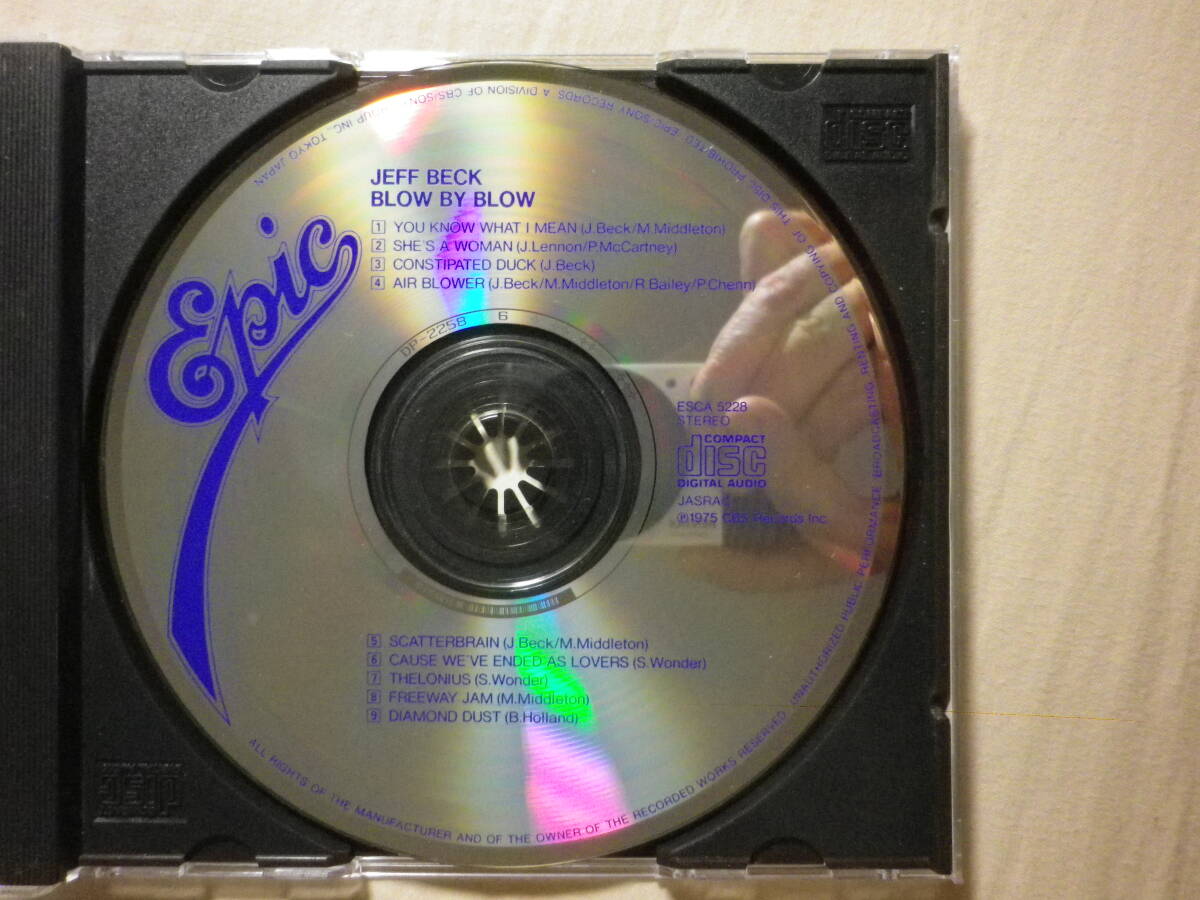 JEFF BECK
BLOW BY BLOW
1 YOU KNOW WHAT I MEAN (J.Beck/M.Middleton)
2 SHE'S A WOMAN (J.Lennon/P.McCartney)
3 CONSTIPATED DUCK (J.Beck)
4 AIR BLOWER (J.Beck/M.Middleton/R.Bailey/P.Chenn)
Epic
DP-2258 6
ESCA 5228
STEREO
COMPACT
disc
DIGITAL AUDIO
JASRAC
℗1975 CBS Records Inc.
5 SCATTERBRAIN (J.Beck/M.Middleton)
6 CAUSE WE'VE ENDED AS LOVERS (S.Wonder)
7 THELONIUS (S.Wonder)
8 FREEWAY JAM (M.Middleton)
9 DIAMOND DUST (B.Holland)
ALL RIGHTS OF THE MANUFACTURER AND OF THE OWNER OF THE RECORDED WORKS RESERVED. UNAUTHORIZED PUBLIC PERFORMANCE BROADCASTING RENTING AND COPYING OF THIS DISC PROHIBITED. EPIC/SONY RECORDS A DIVISION OF CBS/SONY GROUP INC., TOKYO JAPAN
disc
disc